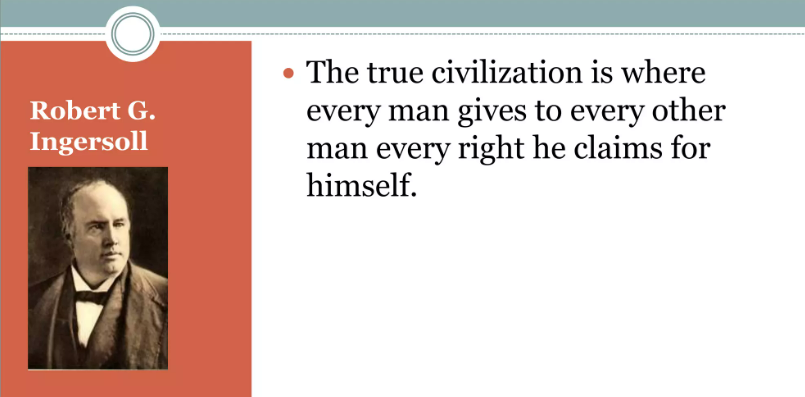 Robert G.
Ingersoll
The true civilization is where
every man gives to every other
man every right he claims for
himself.